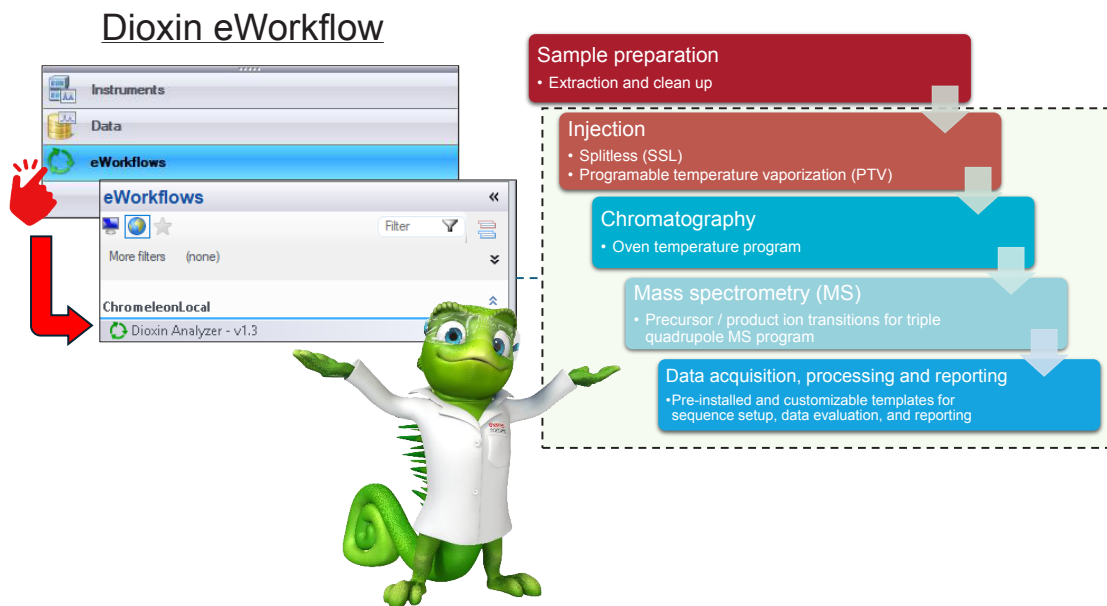 Dioxin eWorkflow
Instruments
Data
eWorkflows
eWorkflows
Filter
More filters (none)
ChromeleonLocal
Dioxin Analyzer - v1.3
Sample preparation
• Extraction and clean up
Injection
• Splitless (SSL)
• Programable temperature vaporization (PTV)
Chromatography
• Oven temperature program
Mass spectrometry (MS)
• Precursor / product ion transitions for triple
quadrupole MS program
Data acquisition, processing and reporting
•Pre-installed and customizable templates for
sequence setup, data evaluation, and reporting